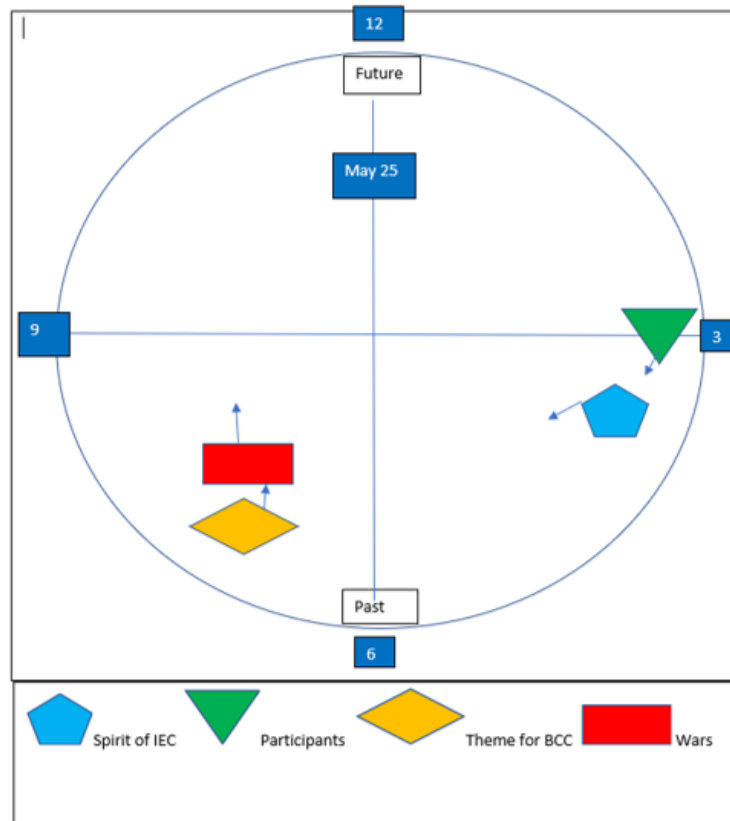 12
Future
May 25
9
3
Past
6
Spirit of IEC
Participants
Theme for BCC
Wars